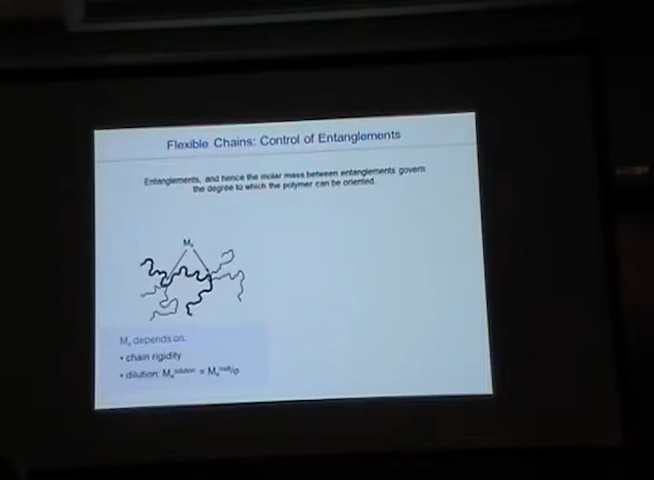 Flexible Chains: Control of Entanglements
Entanglements, and hence the molar mass between entanglements govern
the degree to which the polymer can be oriented.
Me
Me depends on:
• chain rigidity
• dilution: Me^solution = Me^melt/φ